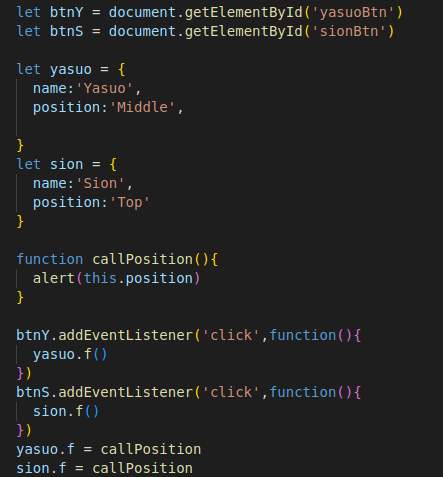 let btnY = document.getElementById('yasuoBtn')
let btnS = document.getElementById('sionBtn')

let yasuo = {
  name:'Yasuo',
  position:'Middle',

}
let sion = {
  name:'Sion',
  position:'Top'
}

function callPosition(){
  alert(this.position)
}

btnY.addEventListener('click',function(){
  yasuo.f()
})
btnS.addEventListener('click',function(){
  sion.f()
})
yasuo.f = callPosition
sion.f = callPosition